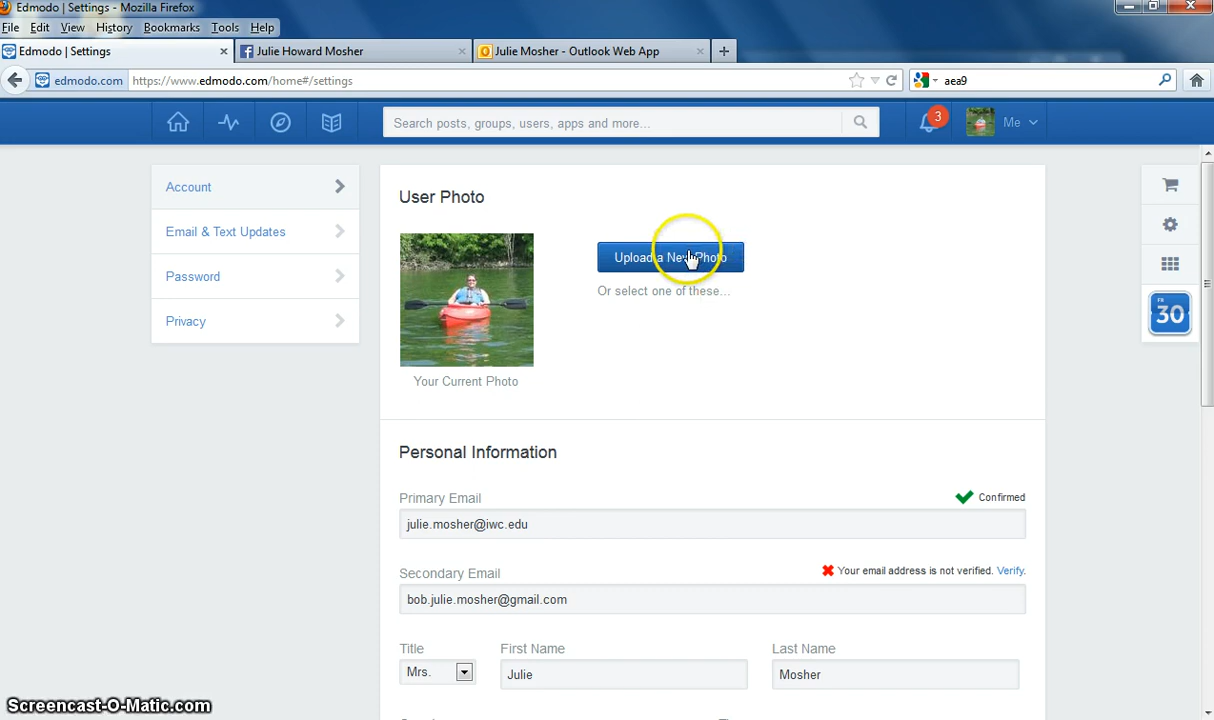 Edmodo | Settings - Mozilla Firefox
File Edit View History Bookmarks Tools Help
Edmodo | Settings
Julie Howard Mosher
Julie Mosher - Outlook Web App
edmodo.com
https://www.edmodo.com/home#/settings
aea9
Search posts, groups, users, apps and more...
3
Me
Account
Email & Text Updates
Password
Privacy
User Photo
Upload a New Photo
Or select one of these...
Your Current Photo
30
Personal Information
Primary Email
Confirmed
julie.mosher@iwc.edu
Secondary Email
Your email address is not verified. Verify.
bob.julie.mosher@gmail.com
Title
First Name
Last Name
Mrs.
Julie
Mosher
Screencast-O-Matic.com